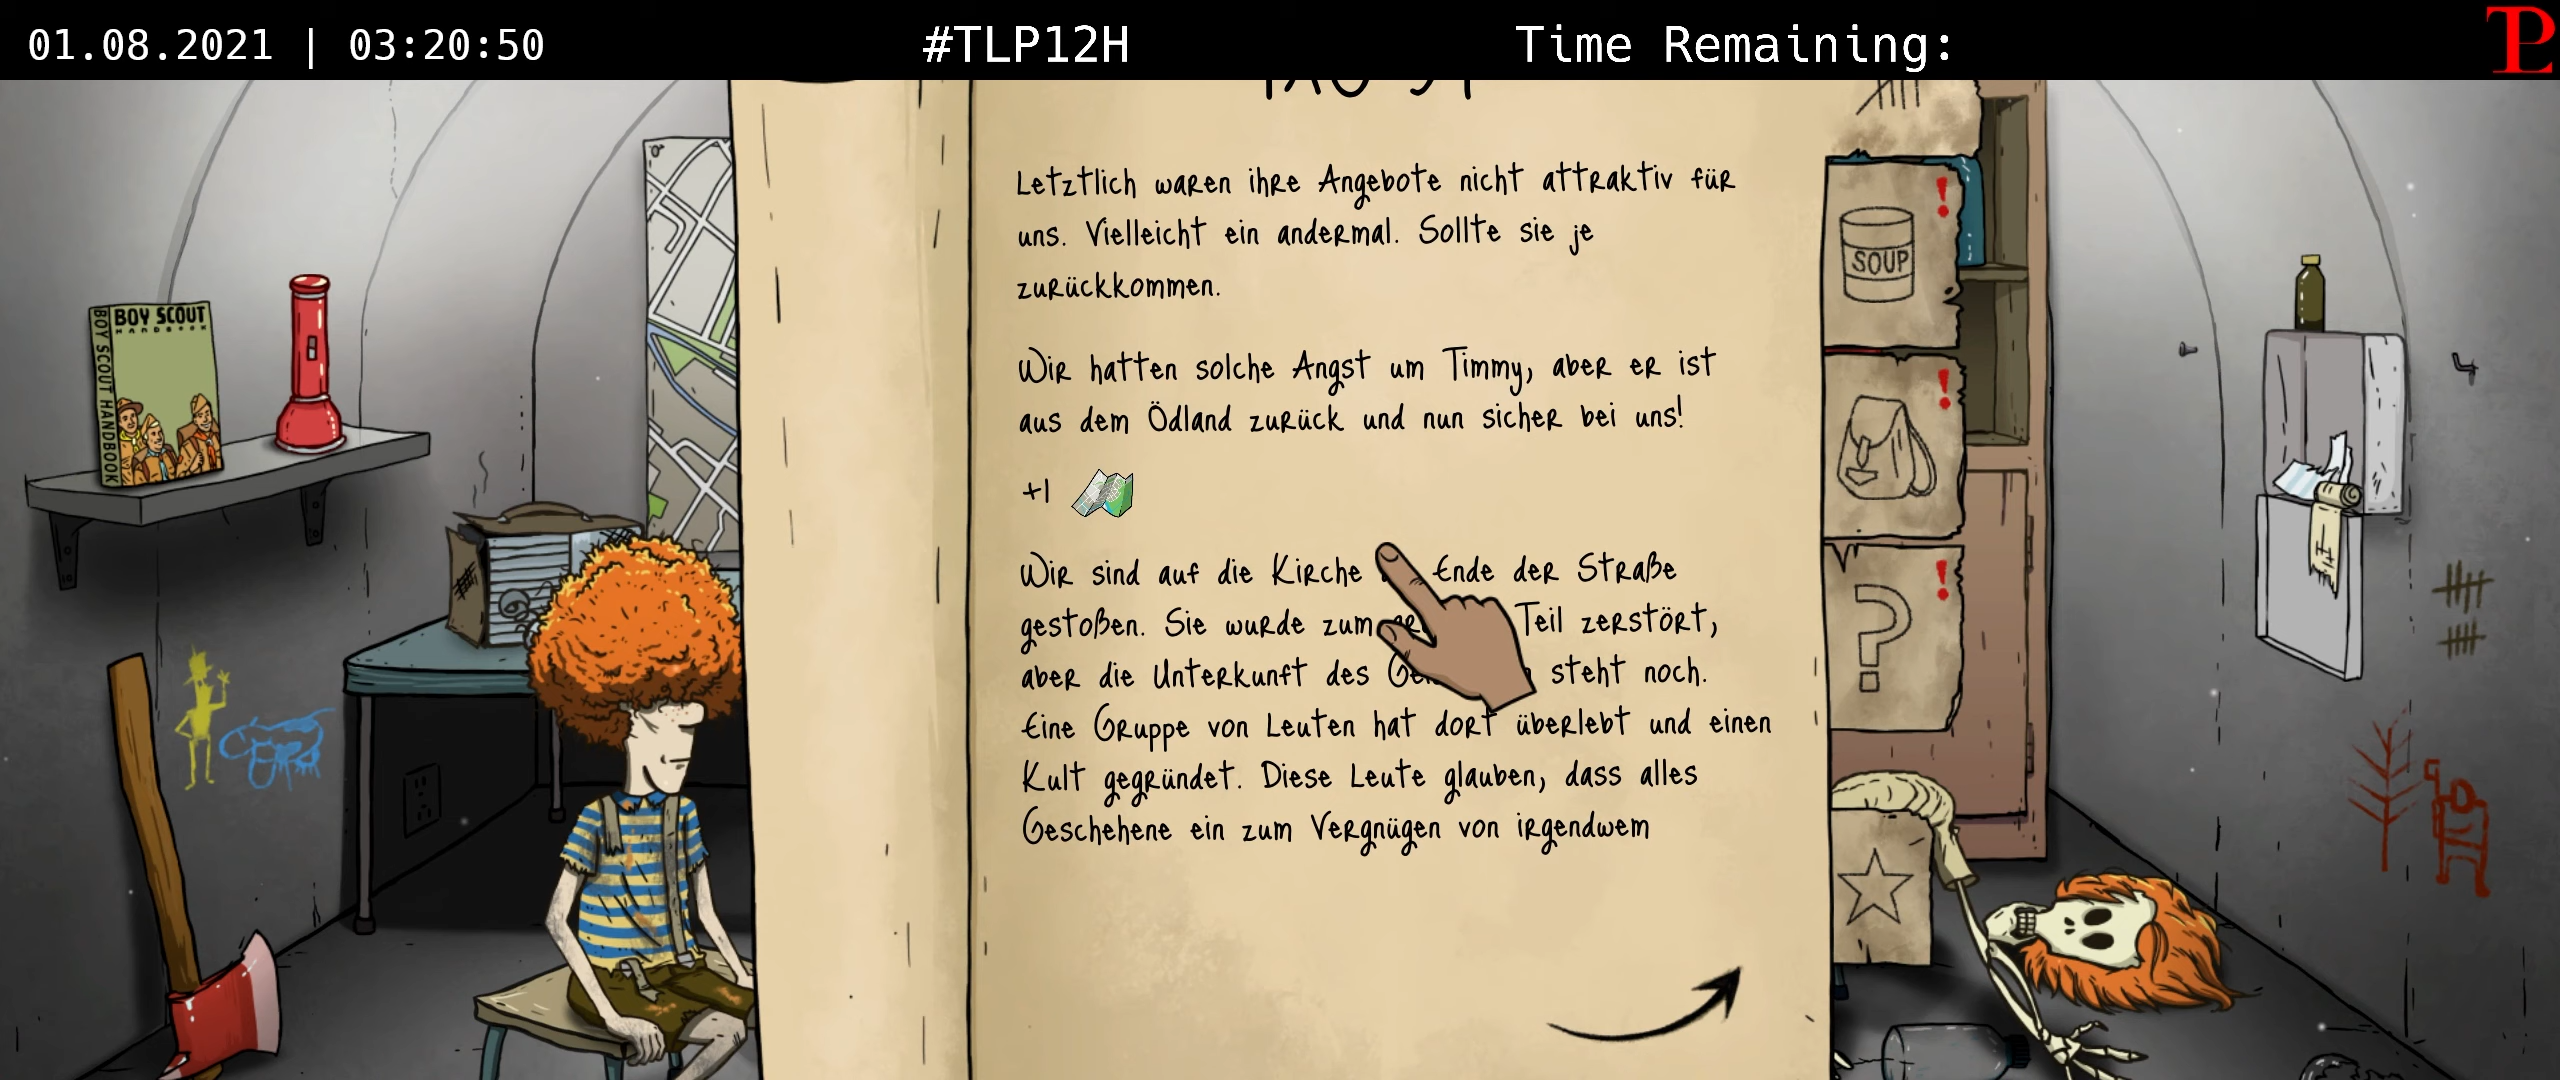 01.08.2021 | 03:20:50
#TLP12H
Time Remaining:
Letztlich waren ihre Angebote nicht attraktiv für
uns. Vielleicht ein andermal. Sollte sie je
zurückkommen.
Wir hatten solche Angst um Timmy, aber er ist
aus dem Ödland zurück und nun sicher bei uns!
+1
Wir sind auf die Kirche Ende der Straße
gestoßen. Sie wurde zum Teil zerstört,
aber die Unterkunft des steht noch.
Eine Gruppe von Leuten hat dort überlebt und einen
Kult gegründet. Diese Leute glauben, dass alles
Geschehene ein zum Vergnügen von irgendwem
BOY SCOUT
HANDBOOK
BOY SCOUT HANDBOOK
SOUP
!
!
?
!